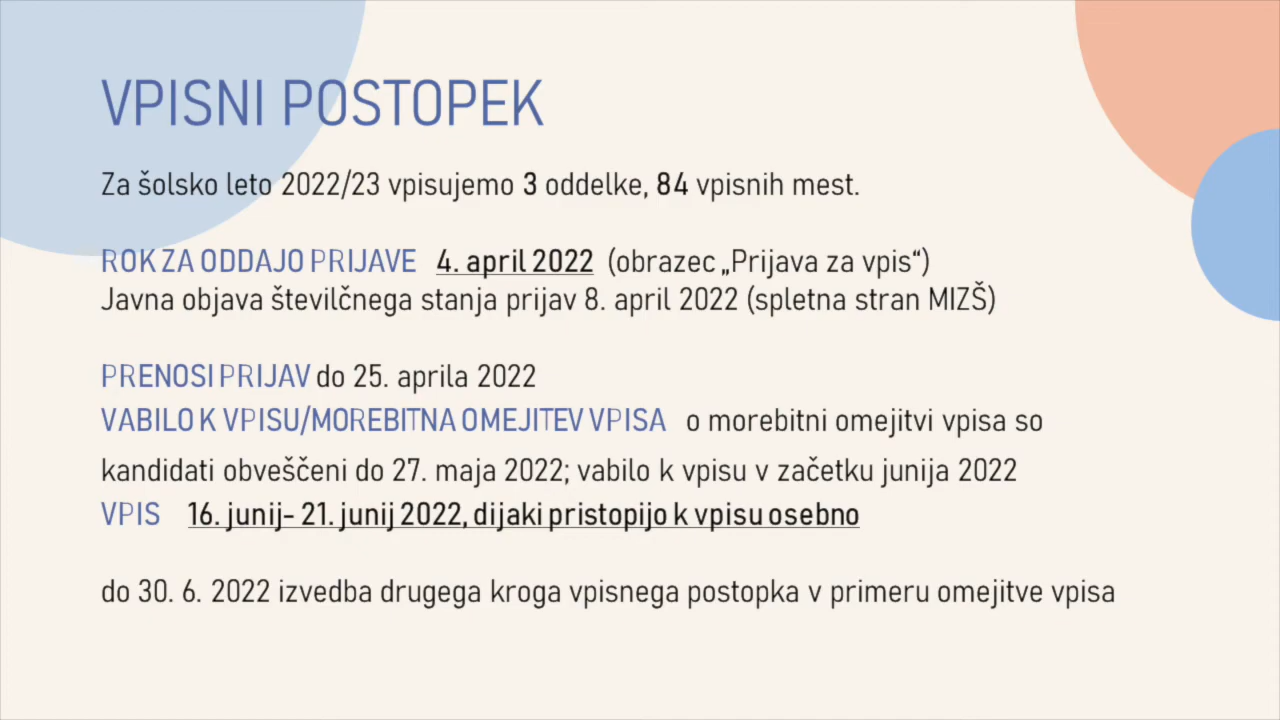 VPISNI POSTOPEK
Za šolsko leto 2022/23 vpisujemo 3 oddelke, 84 vpisnih mest.
ROK ZA ODDAJO PRIJAVE 4. april 2022 (obrazec „Prijava za vpis“)
Javna objava številčnega stanja prijav 8. april 2022 (spletna stran MIZŠ)
PRENOSI PRIJAV do 25. aprila 2022
VABILO K VPISU/MOREBITNA OMEJITEV VPISA o morebitni omejitvi vpisa so
kandidati obveščeni do 27. maja 2022; vabilo k vpisu v začetku junija 2022
VPIS 16. junij- 21. junij 2022, dijaki pristopijo k vpisu osebno
do 30. 6. 2022 izvedba drugega kroga vpisnega postopka v primeru omejitve vpisa